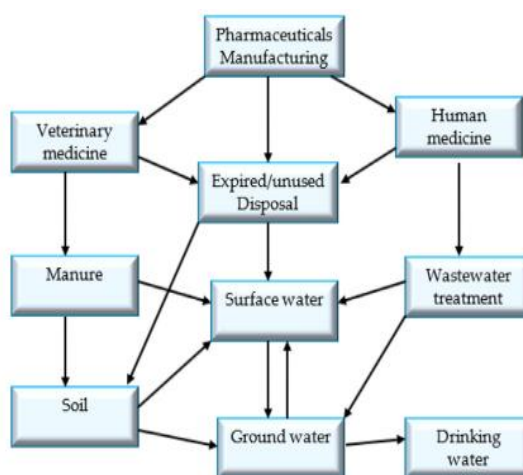 Pharmaceuticals
Manufacturing
Veterinary
medicine
Human
medicine
Expired/unused
Disposal
Manure
Surface water
Wastewater
treatment
Soil
Ground water
Drinking
water